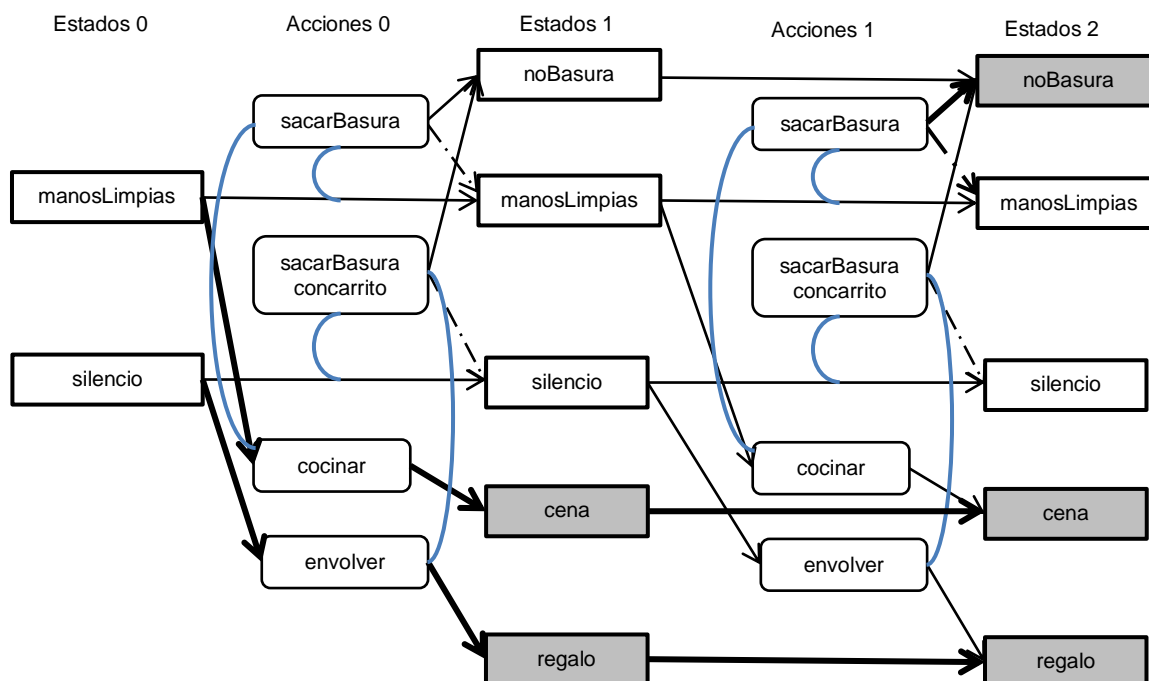 Estados 0
Acciones 0
Estados 1
Acciones 1
Estados 2
noBasura
noBasura
sacarBasura
sacarBasura
manosLimpias
manosLimpias
manosLimpias
sacarBasura
concarrito
sacarBasura
concarrito
silencio
silencio
silencio
cocinar
cocinar
cena
cena
envolver
envolver
regalo
regalo